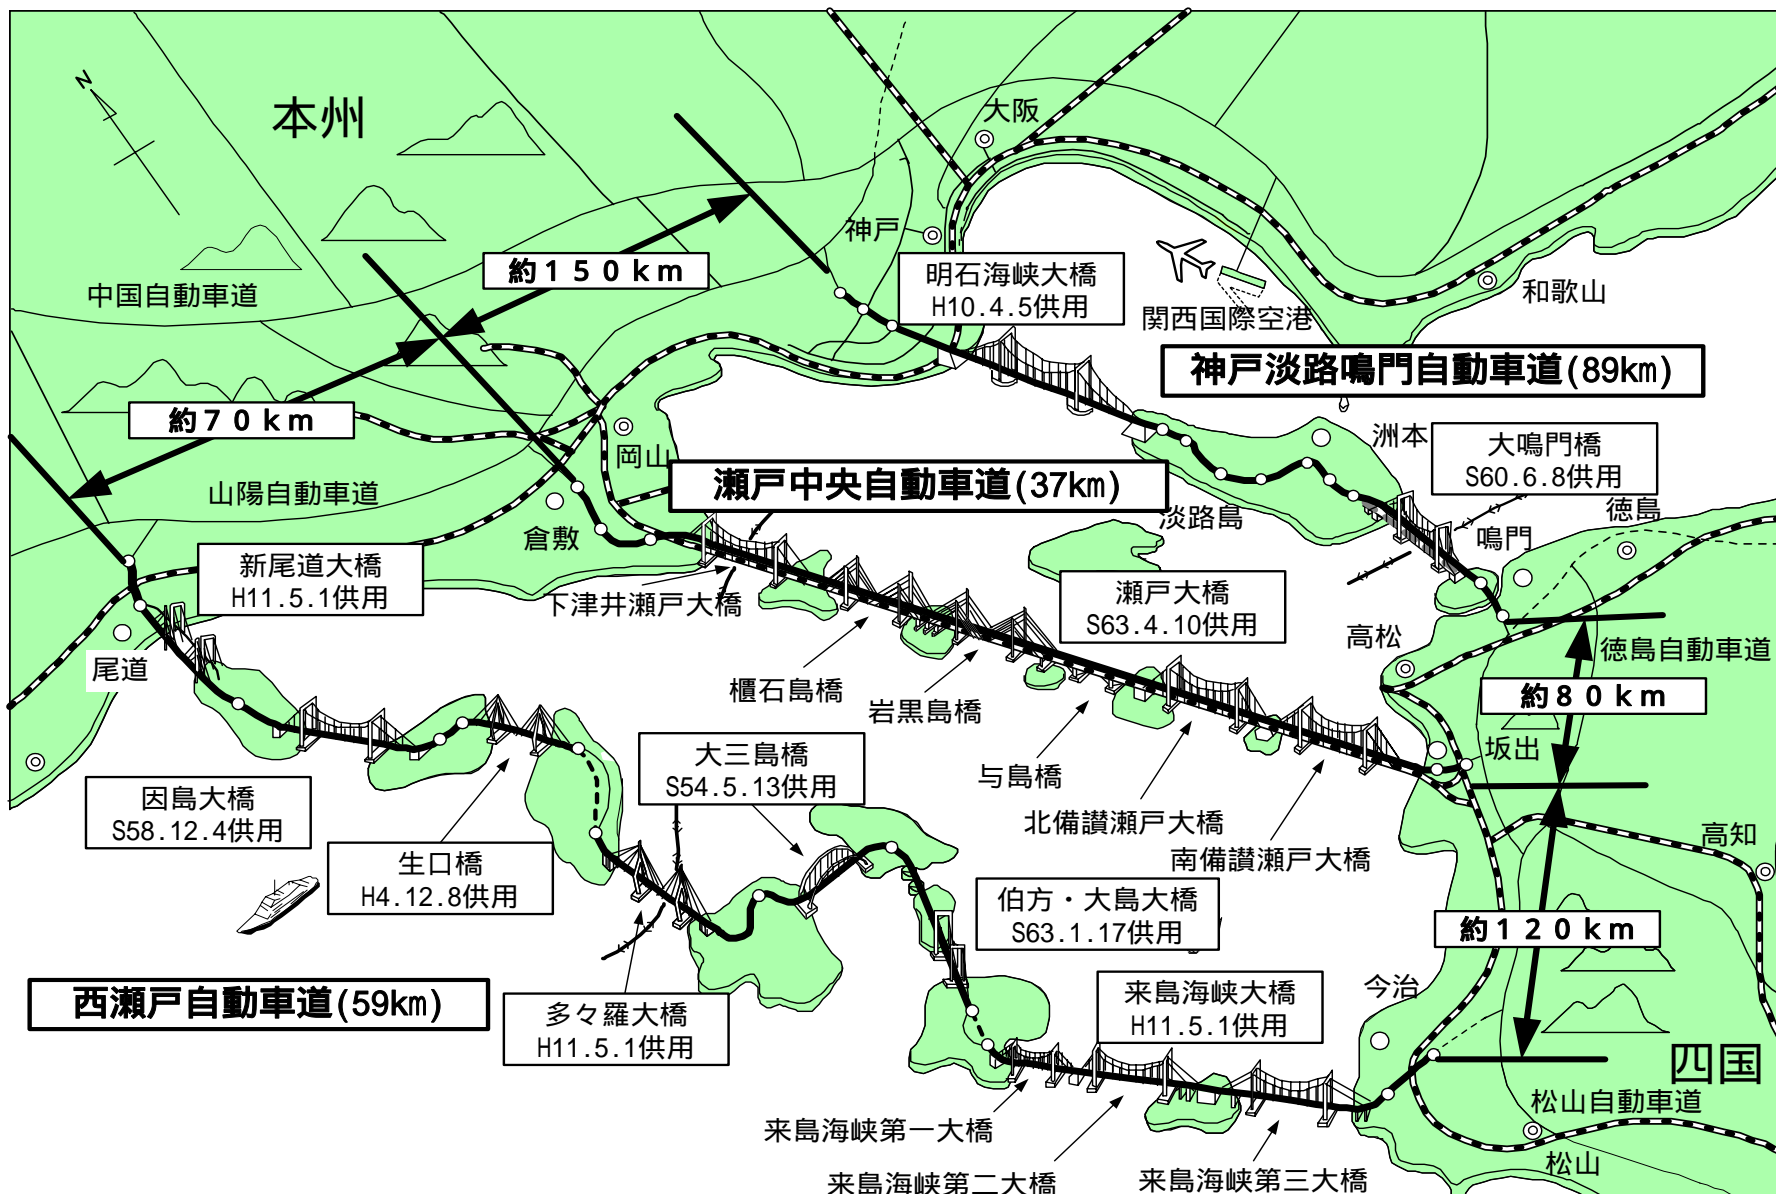 N
本州
大阪
神戸
約150km
中国自動車道
明石海峡大橋
H10.4.5供用
関西国際空港
和歌山
神戸淡路鳴門自動車道(89km)
約70km
岡山
洲本
大鳴門橋
S60.6.8供用
山陽自動車道
瀬戸中央自動車道(37km)
淡路島
徳島
倉敷
鳴門
新尾道大橋
H11.5.1供用
下津井瀬戸大橋
瀬戸大橋
S63.4.10供用
高松
徳島自動車道
尾道
櫃石島橋
岩黒島橋
約80km
大三島橋
S54.5.13供用
与島橋
坂出
因島大橋
S58.12.4供用
北備讃瀬戸大橋
南備讃瀬戸大橋
高知
生口橋
H4.12.8供用
伯方・大島大橋
S63.1.17供用
約120km
西瀬戸自動車道(59km)
多々羅大橋
H11.5.1供用
来島海峡大橋
H11.5.1供用
今治
四国
松山自動車道
来島海峡第一大橋
来島海峡第二大橋
来島海峡第三大橋
松山